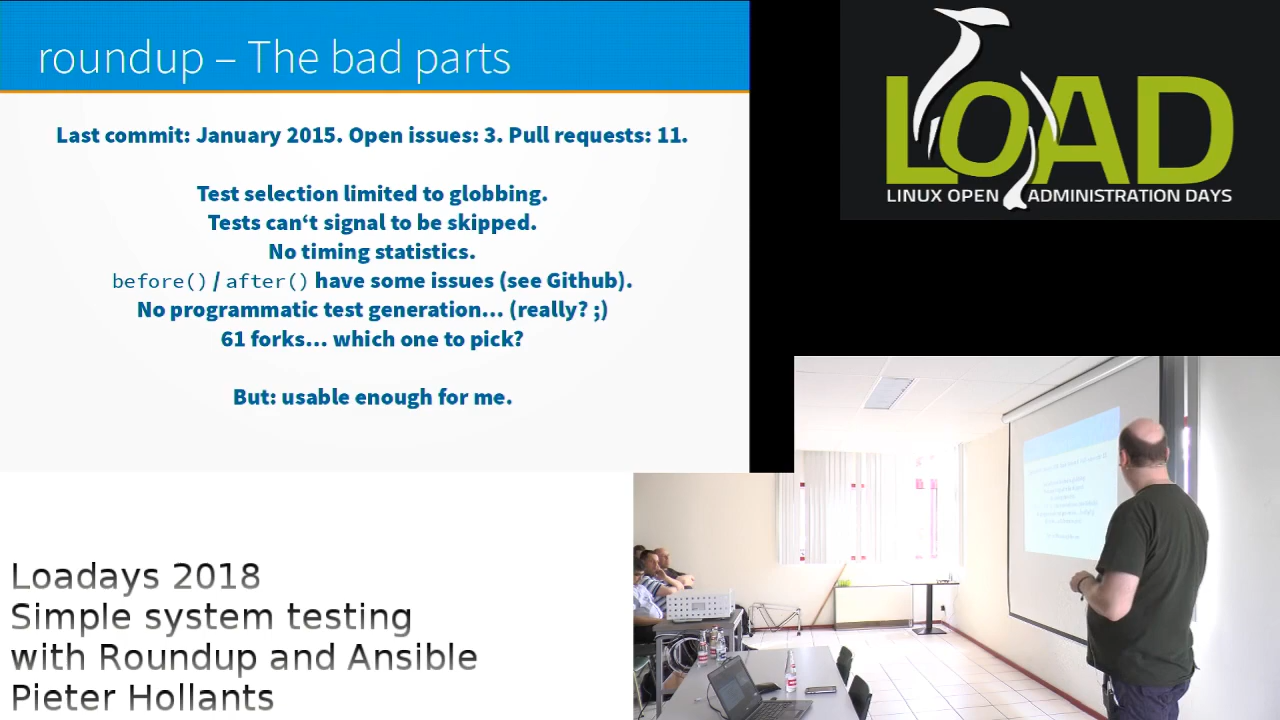 roundup – The bad parts
Last commit: January 2015. Open issues: 3. Pull requests: 11.
Test selection limited to globbing.
Tests can‘t signal to be skipped.
No timing statistics.
before() / after() have some issues (see Github).
No programmatic test generation… (really? ;)
61 forks… which one to pick?
But: usable enough for me.
LOAD
LINUX OPEN ADMINISTRATION DAYS
Loadays 2018
Simple system testing
with Roundup and Ansible
Pieter Hollants